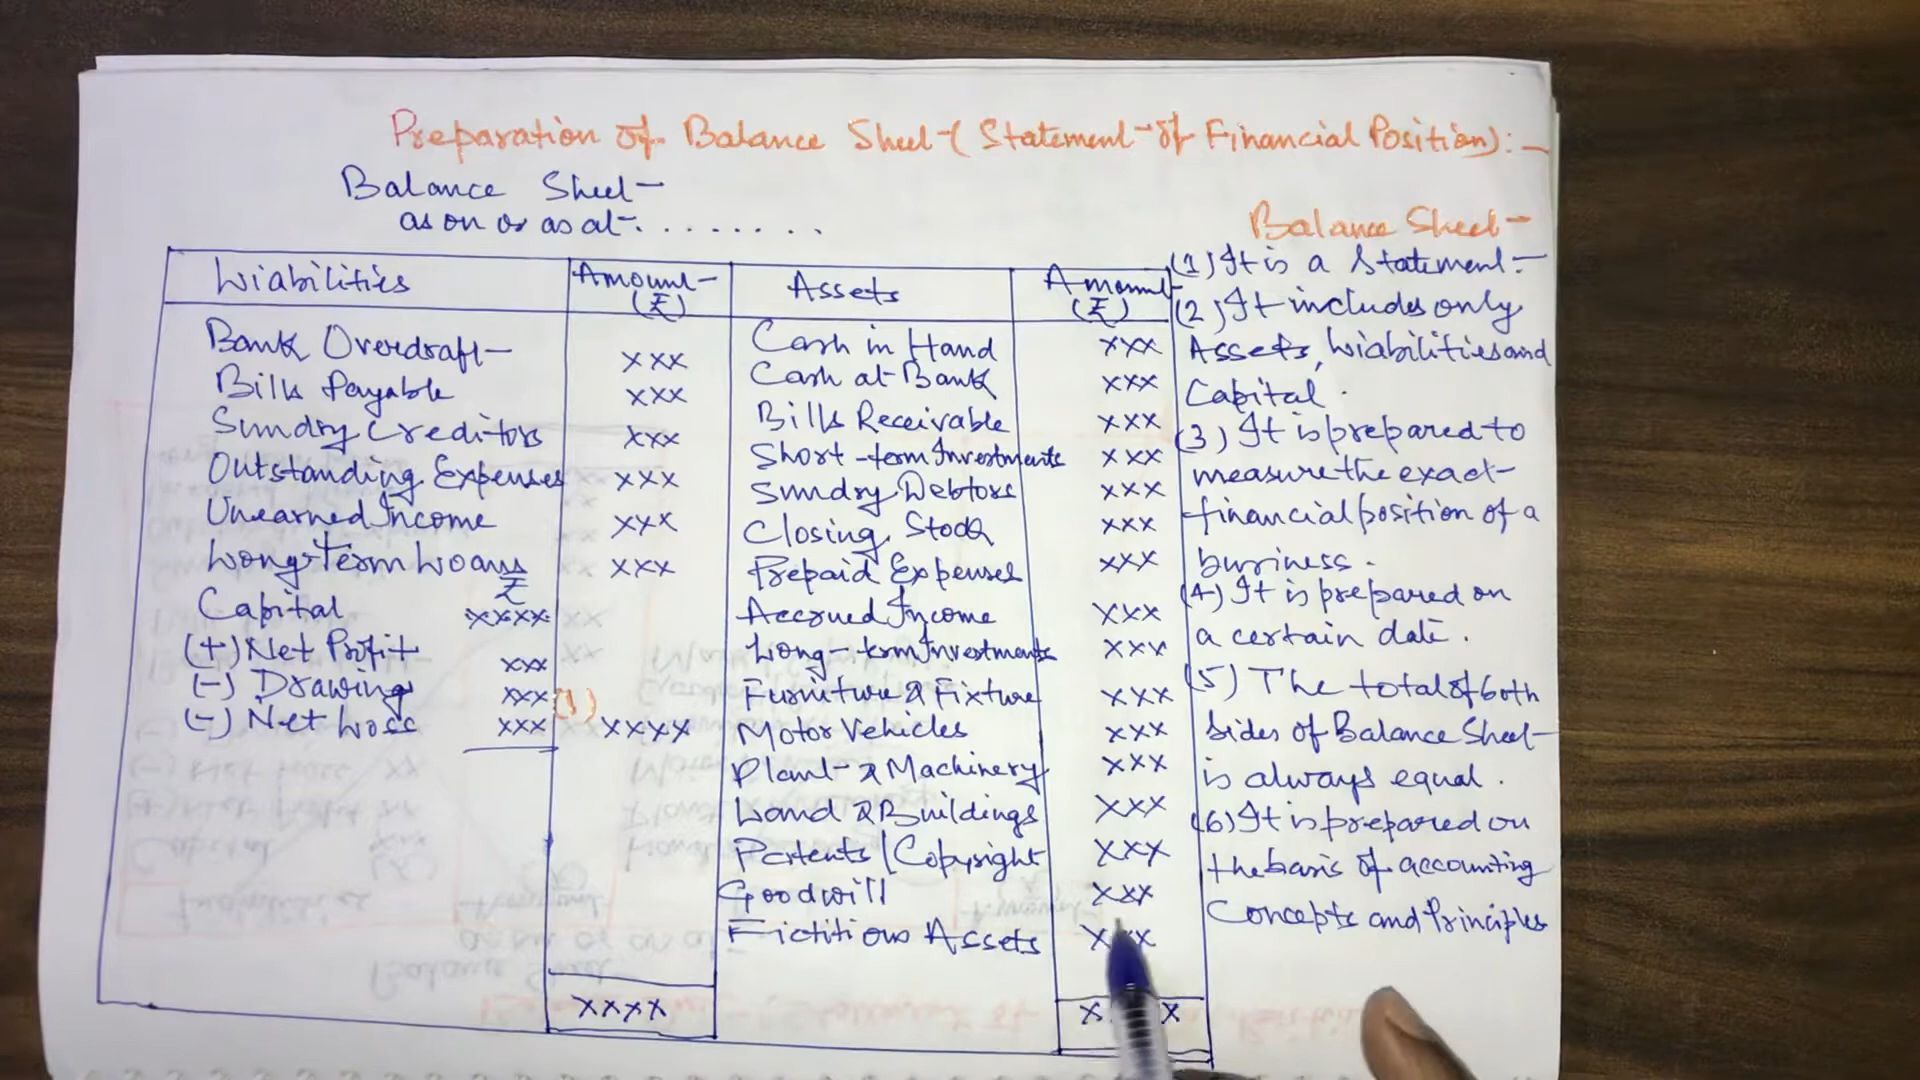 Preparation of Balance Sheet (Statement of Financial Position):-
Balance Sheet
as on or as at . . . . . . . .
Liabilities Amount (₹) Assets Amount (₹)
Bank Overdraft xxx Cash in Hand xxx
Bills Payable xxx Cash at Bank xxx
Sundry Creditors xxx Bills Receivable xxx
Outstanding Expenses xxx Short-term Investments xxx
Unearned Income xxx Sundry Debtors xxx
Long-Term Loans xxx Closing Stock xxx
₹ Prepaid Expenses xxx
Capital xxxx Accrued Income xxx
(+) Net Profit xxx Long-term Investments xxx
(-) Drawing xxx (1) Furniture & Fixture xxx
(-) Net Loss xxx xxxx Motor Vehicles xxx
Plant & Machinery xxx
Land & Buildings xxx
Patents/Copyright xxx
Goodwill xxx
Fictitious Assets xxx
xxxx
Balance Sheet
(1) It is a Statement.
(2) It includes only
Assets, Liabilities and
Capital.
(3) It is prepared to
measure the exact
financial position of a
business.
(4) It is prepared on
a certain date.
(5) The total of both
sides of Balance Sheet
is always equal.
(6) It is prepared on
the basis of accounting
Concepts and Principles